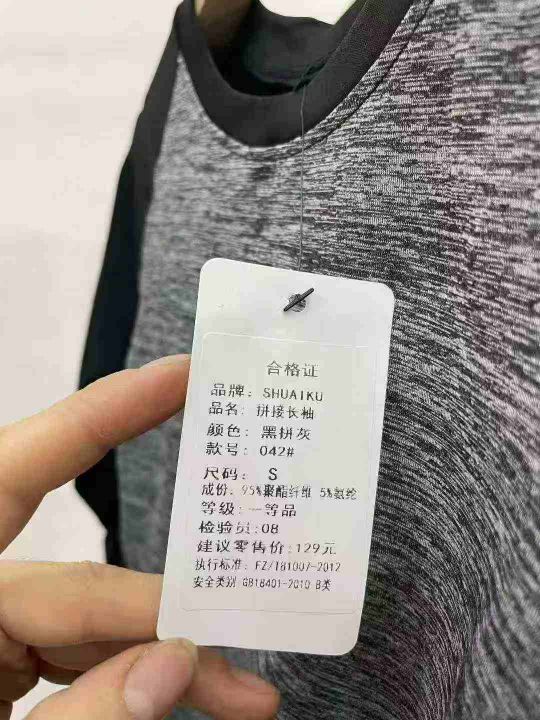 合格证
品牌：SHUAIKU
品名：拼接长袖
颜色：黑拼灰
款号：042#
尺码：S
成份：95%聚酯纤维 5%氨纶
等级：一等品
检验员：08
建议零售价：129元
执行标准：FZ/T81007-2012
安全类别 GB18401-2010 B类